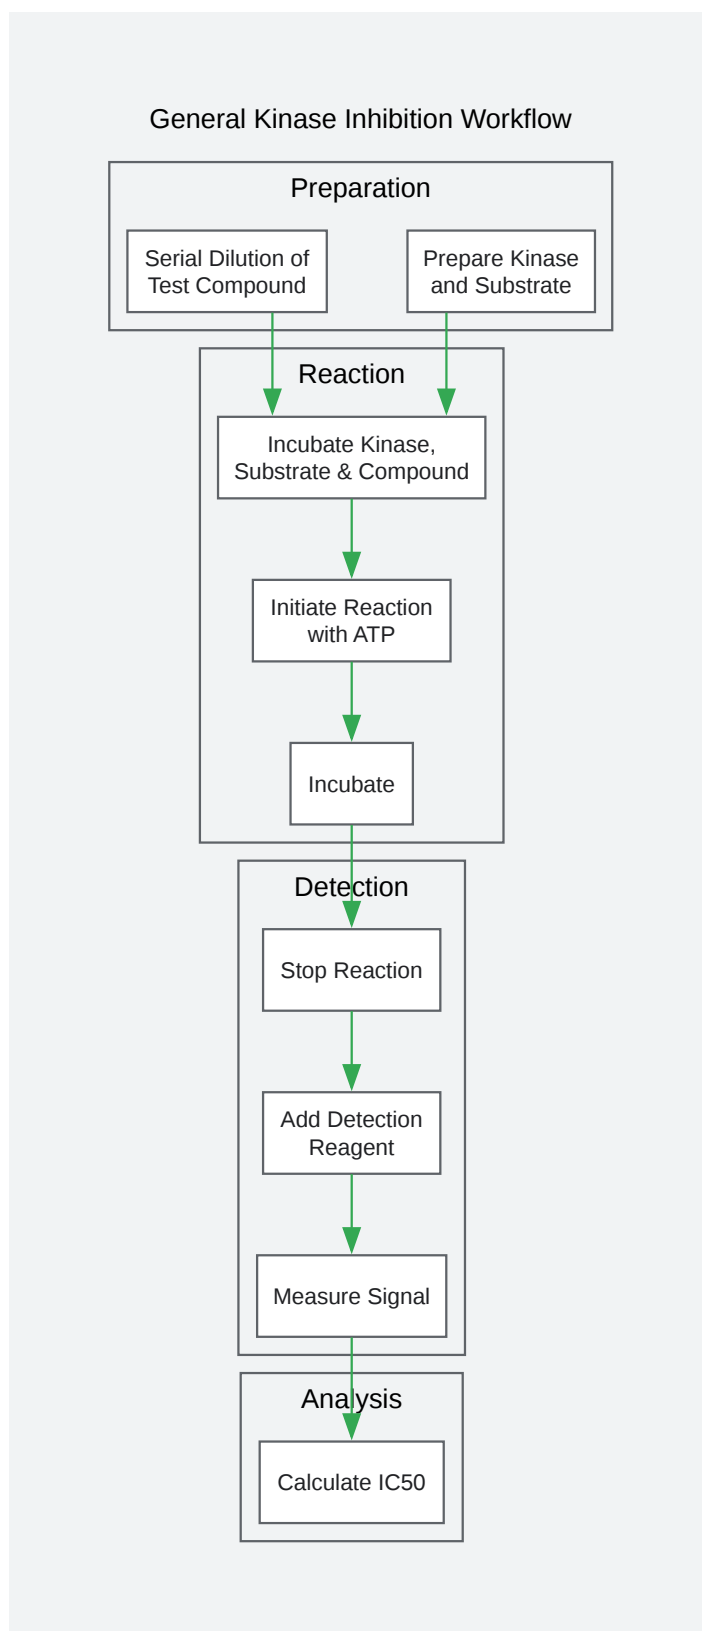 General Kinase Inhibition Workflow
Preparation
Serial Dilution of
Test Compound
Prepare Kinase
and Substrate
Reaction
Incubate Kinase,
Substrate & Compound
Initiate Reaction
with ATP
Incubate
Detection
Stop Reaction
Add Detection
Reagent
Measure Signal
Analysis
Calculate IC50